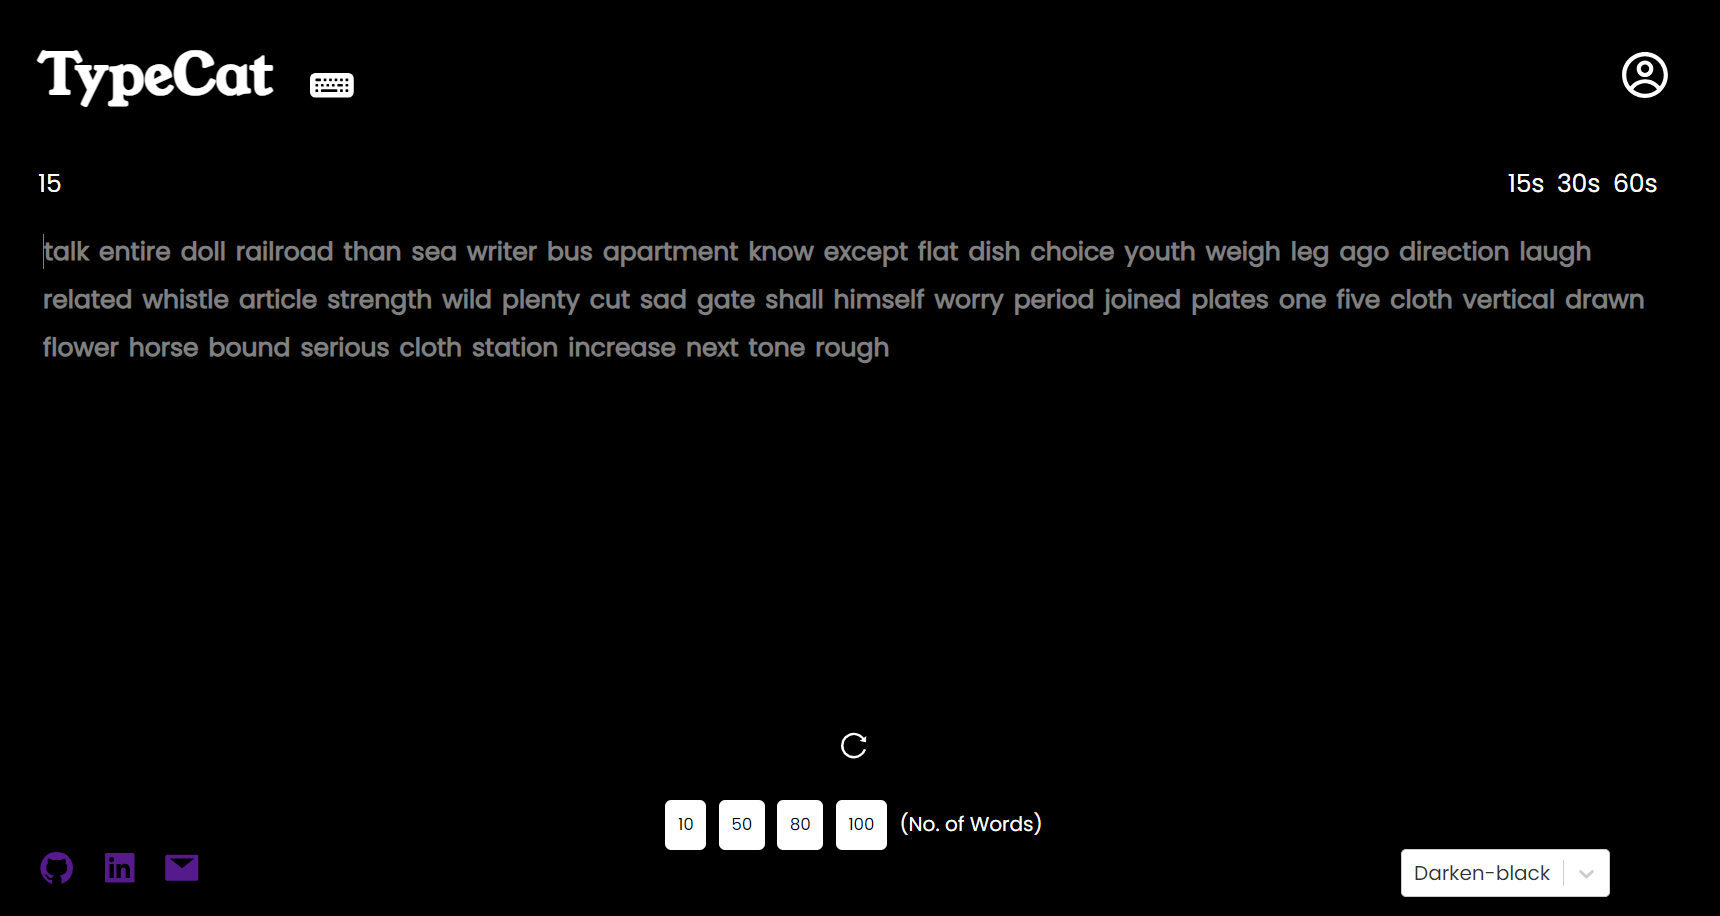 TypeCat
15
15s 30s 60s
talk entire doll railroad than sea writer bus apartment know except flat dish choice youth weigh leg ago direction laugh
related whistle article strength wild plenty cut sad gate shall himself worry period joined plates one five cloth vertical drawn
flower horse bound serious cloth station increase next tone rough
10 50 80 100 (No. of Words)
in
Darken-black